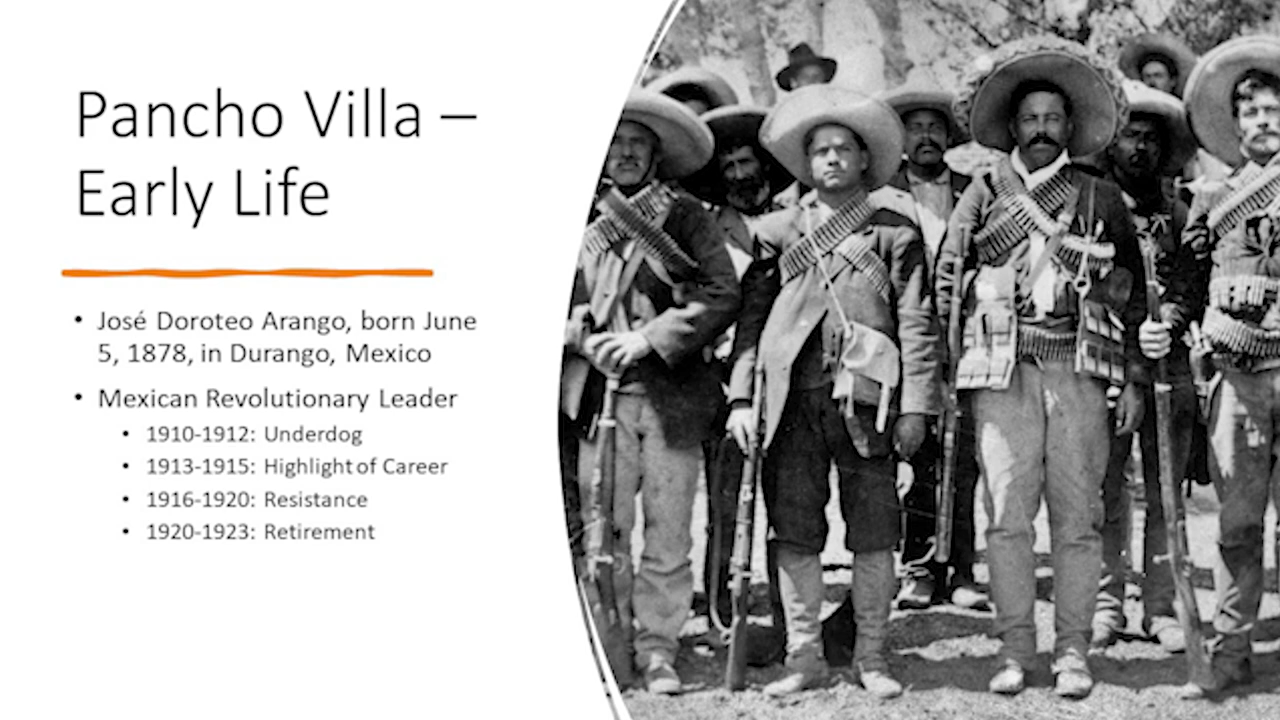 Pancho Villa –
Early Life
• José Doroteo Arango, born June
5, 1878, in Durango, Mexico
• Mexican Revolutionary Leader
• 1910-1912: Underdog
• 1913-1915: Highlight of Career
• 1916-1920: Resistance
• 1920-1923: Retirement